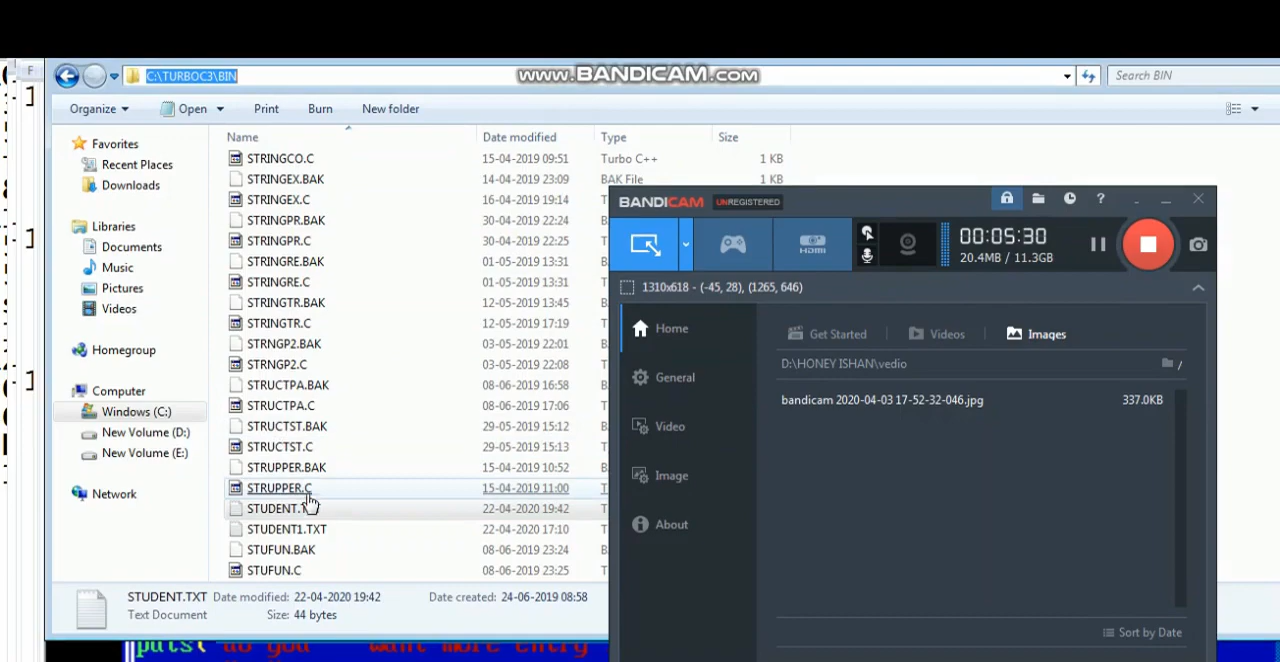 C:\TURBOC3\BIN
www.BANDICAM.com
Search BIN
Organize
Open
Print
Burn
New folder
Name
Date modified
Type
Size
Favorites
Recent Places
Downloads
Libraries
Documents
Music
Pictures
Videos
Homegroup
Computer
Windows (C:)
New Volume (D:)
New Volume (E:)
Network
STRINGCO.C 15-04-2019 09:51 Turbo C++ 1 KB
STRINGEX.BAK 14-04-2019 23:09 BAK File 1 KB
STRINGEX.C 16-04-2019 19:14
STRINGPR.BAK 30-04-2019 22:24
STRINGPR.C 30-04-2019 22:25
STRINGRE.BAK 01-05-2019 13:31
STRINGRE.C 01-05-2019 13:31
STRINGTR.BAK 12-05-2019 13:45
STRINGTR.C 12-05-2019 17:19
STRNGP2.BAK 03-05-2019 22:01
STRNGP2.C 03-05-2019 22:08
STRUCTPA.BAK 08-06-2019 16:58
STRUCTPA.C 08-06-2019 17:06
STRUCTST.BAK 29-05-2019 15:12
STRUCTST.C 29-05-2019 15:13
STRUPPER.BAK 15-04-2019 10:52
STRUPPER.C 15-04-2019 11:00
STUDENT.TXT 22-04-2020 19:42
STUDENT1.TXT 22-04-2020 17:10
STUFUN.BAK 08-06-2019 23:24
STUFUN.C 08-06-2019 23:25
STUDENT.TXT Date modified: 22-04-2020 19:42 Date created: 24-06-2019 08:58
Text Document Size: 44 bytes
BANDICAM UNREGISTERED
HDMI
00:05:30
20.4MB / 11.3GB
1310x618 - (-45, 28), (1265, 646)
Home
General
Video
Image
About
Get Started
Videos
Images
D:\HONEY ISHAN\vedio
bandicam 2020-04-03 17-52-32-046.jpg 337.0KB
Sort by Date
puts(" do you want more entry